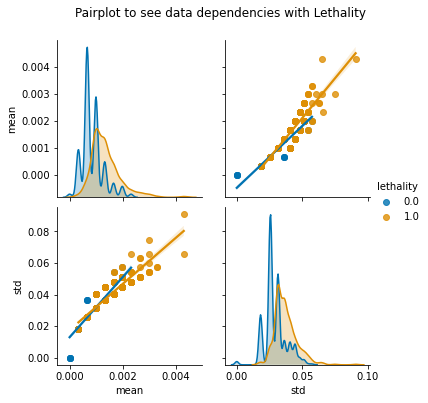 Pairplot to see data dependencies with Lethality
0.004
0.003
0.002
0.001
0.000
mean
lethality
0.0
1.0
0.08
0.06
0.04
0.02
0.00
std
0.000 0.002 0.004
mean
0.00 0.05 0.10
std